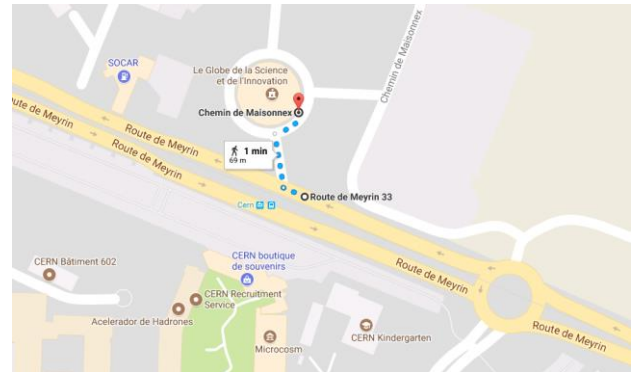 SOCAR
Le Globe de la Science
et de l'Innovation
Chemin de Maisonnex
Chemin de Maisonnex
1 min
69 m
Route de Meyrin
Route de Meyrin
Route de Meyrin 33
Cern
ute de Meyrin
CERN boutique
de souvenirs
CERN Bâtiment 602
CERN Recruitment
Service
Acelerador de Hadrones
Microcosm
CERN Kindergarten
Route de Meyrin
Route de Meyrin